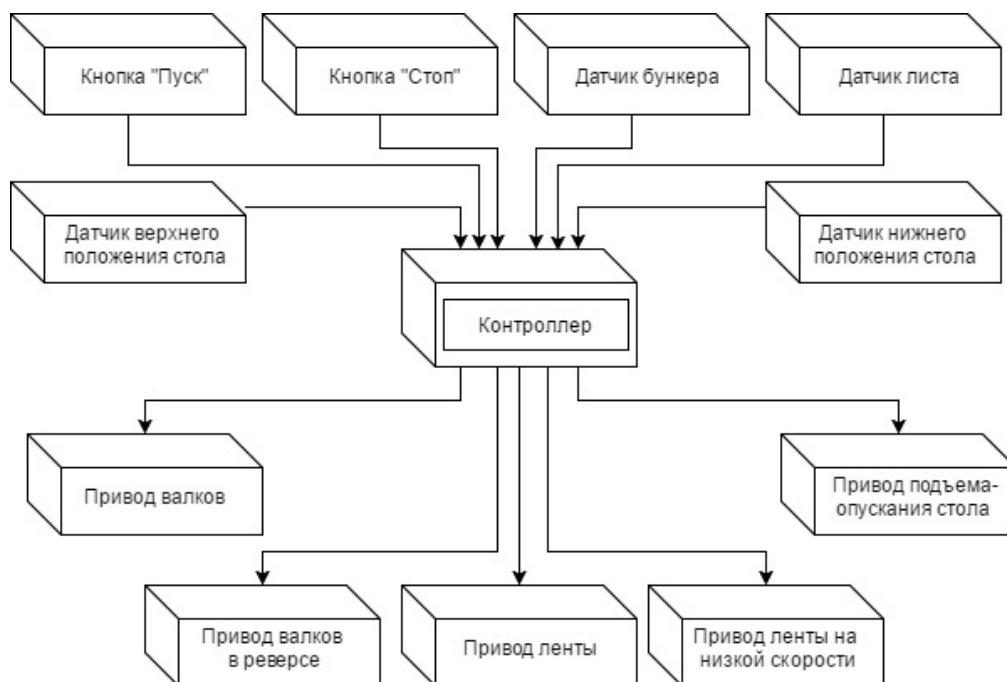 Кнопка "Пуск"
Кнопка "Стоп"
Датчик бункера
Датчик листа
Датчик верхнего
положения стола
Датчик нижнего
положения стола
Контроллер
Привод валков
Привод подъема-
опускания стола
Привод валков
в реверсе
Привод ленты
Привод ленты на
низкой скорости